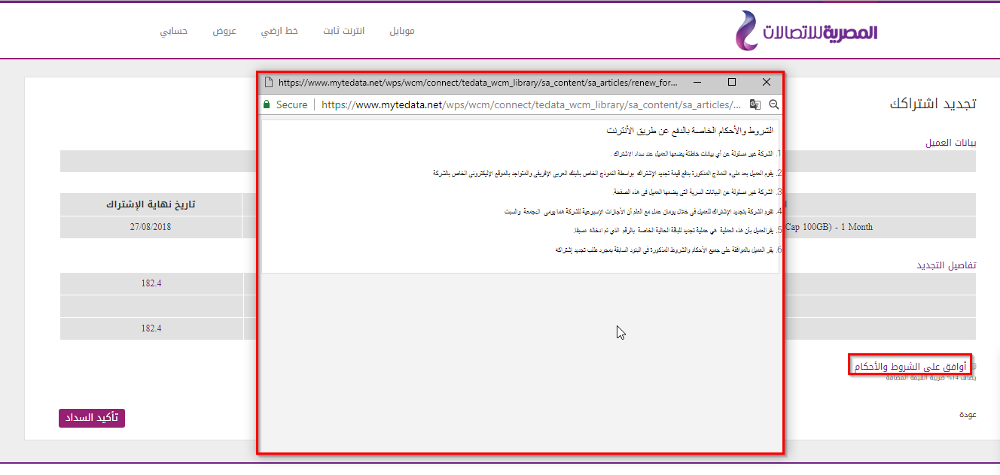 المصرية للاتصالات
موبايل
انترنت ثابت
خط ارضي
عروض
حسابي
تجديد اشتراكك
بيانات العميل
تاريخ نهاية الإشتراك
27/08/2018
Cap 100GB) - 1 Month
تفاصيل التجديد
182.4
182.4
أوافق على الشروط والأحكام
يضاف 14% ضريبة القيمة المضافة
عودة
تأكيد السداد
https://www.mytedata.net/wps/wcm/connect/tedata_wcm_library/sa_content/sa_articles/renew_for...
Secure https://www.mytedata.net/wps/wcm/connect/tedata_wcm_library/sa_content/sa_articles/...
الشروط والأحكام الخاصة بالدفع عن طريق الأنترنت
1. الشركة غير مسئولة عن أي بيانات خاطئة يضعها العميل عند سداد الاشتراك .
2. يقوم العميل بعد ملىء النماذج المذكورة بدفع قيمة تجديد الإشتراك بواسطة النموذج الخاص بالبنك العربى الإفريقى والمتواجد بالموقع الإليكترونى الخاص بالشركة
3. الشركة غير مسئولة عن البيانات السرية التى يضعها العميل فى هذه الصفحة.
4. تقوم الشركة بتجديد الإشتراك للعميل فى خلال يومان عمل مع العلم أن الأجازات الإسبوعية للشركة هما يومى الجمعة والسبت
5. يقرالعميل بأن هذه العملية هي عملية تجديد للباقة الحالية الخاصة بالرقم الذي تم ادخاله مسبقا.
6. يقر العميل بالموافقة على جميع الأحكام والشروط المذكورة فى البنود السابقة بمجرد طلب تجديد إشتراكه